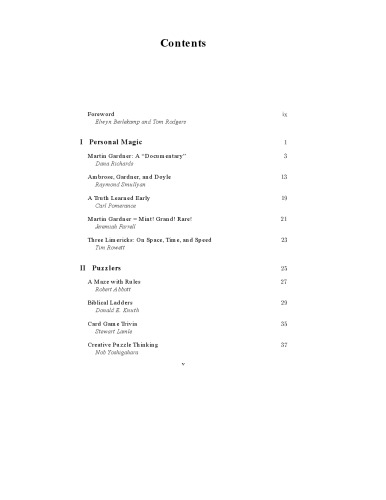 Contents
Foreword ix
Elwyn Berlekamp and Tom Rodgers
I Personal Magic 1
Martin Gardner: A “Documentary” 3
Dana Richards
Ambrose, Gardner, and Doyle 13
Raymond Smullyan
A Truth Learned Early 19
Carl Pomerance
Martin Gardner = Mint! Grand! Rare! 21
Jeremiah Farrell
Three Limericks: On Space, Time, and Speed 23
Tim Rowett
II Puzzlers 25
A Maze with Rules 27
Robert Abbott
Biblical Ladders 29
Donald E. Knuth
Card Game Trivia 35
Stewart Lamle
Creative Puzzle Thinking 37
Nob Yoshigahara
v